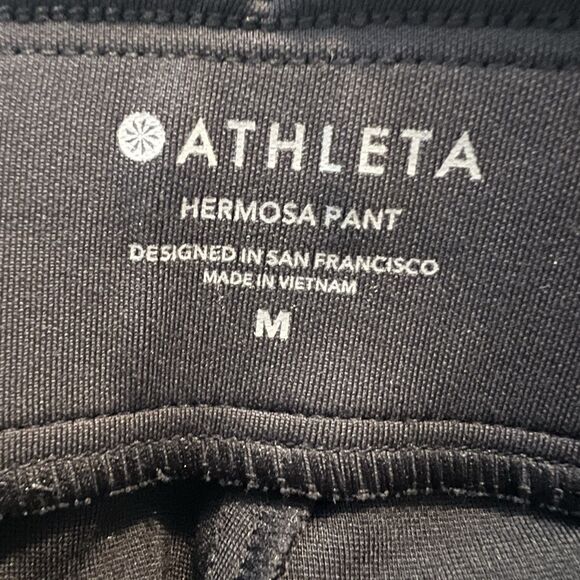 ATHLETA
HERMOSA PANT
DESIGNED IN SAN FRANCISCO
MADE IN VIETNAM
M